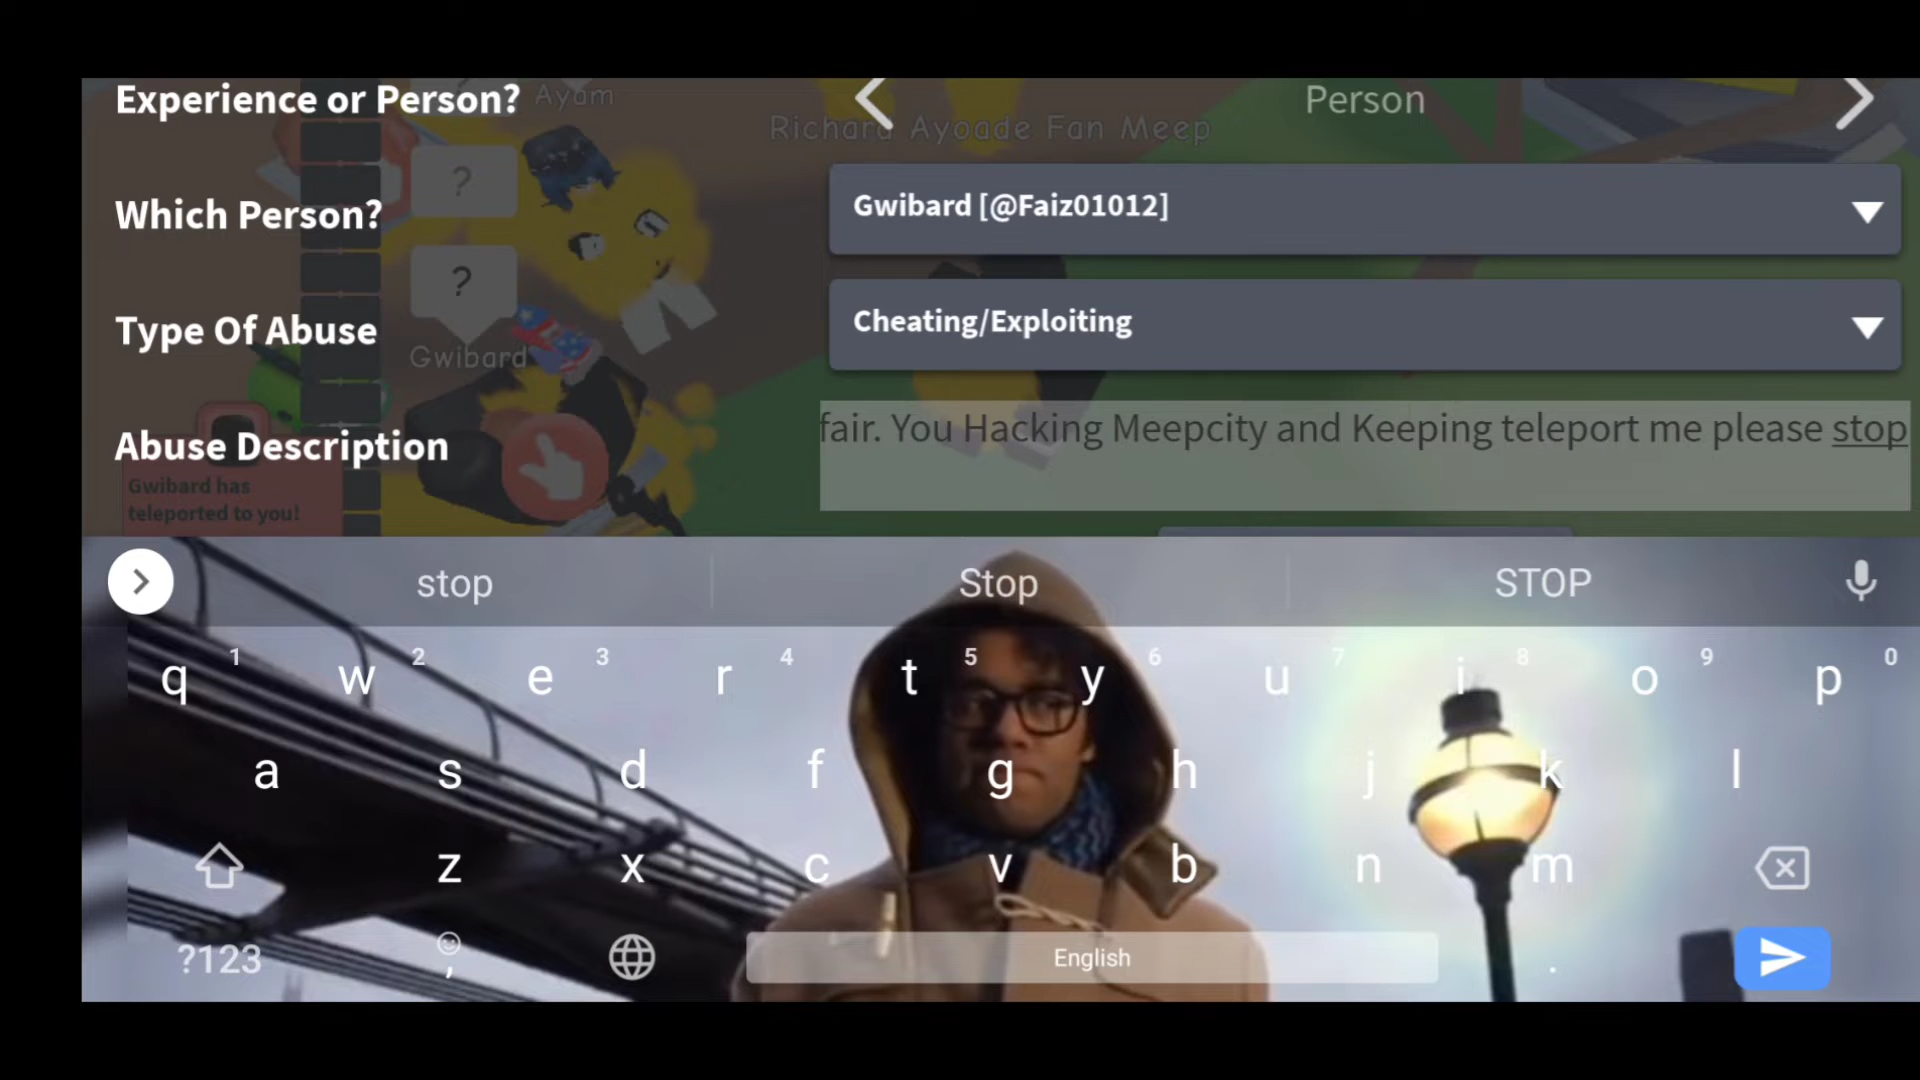 Experience or Person?
Ayam
Person
Richard Ayoade Fan Meep
?
Which Person?
Gwibard [@Faiz01012]
?
Type Of Abuse
Cheating/Exploiting
Gwibard
Abuse Description
fair. You Hacking Meepcity and Keeping teleport me please stop
Gwibard has
teleported to you!
stop
Stop
STOP
q 1 w 2 e 3 r 4 t 5 y 6 u 7 i 8 o 9 p 0
a s d f g h j k l
z x c v b n m
?123
,
English
.